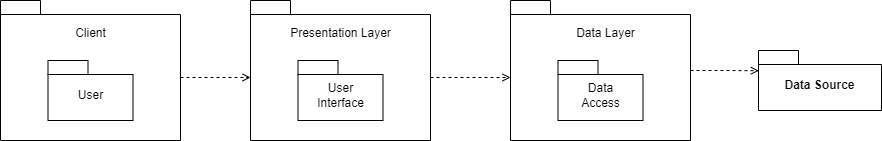 Client
User
Presentation Layer
User
Interface
Data Layer
Data
Access
Data Source